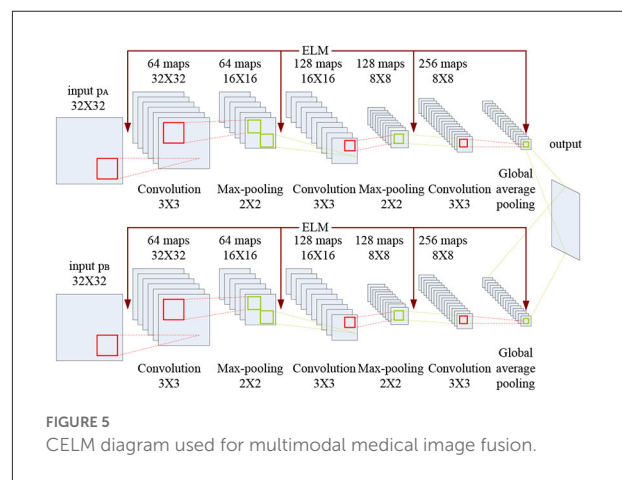 ELM
64 maps 64 maps 128 maps 128 maps 256 maps
32X32 16X16 16X16 8X8 8X8
input pA
32X32
output
Convolution Max-pooling Convolution Max-pooling Convolution Global
3X3 2X2 3X3 2X2 3X3 average
pooling
ELM
64 maps 64 maps 128 maps 128 maps 256 maps
32X32 16X16 16X16 8X8 8X8
input pB
32X32
Convolution Max-pooling Convolution Max-pooling Convolution Global
3X3 2X2 3X3 2X2 3X3 average
pooling
FIGURE 5
CELM diagram used for multimodal medical image fusion.